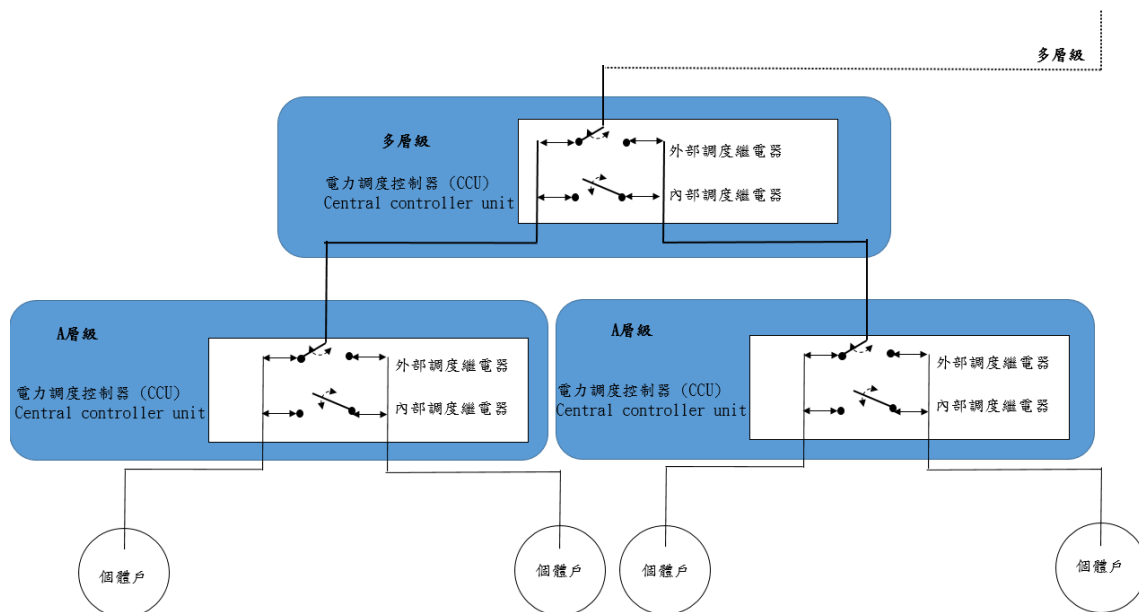 多層級
多層級
外部調度繼電器
電力調度控制器 (CCU)
Central controller unit
內部調度繼電器
A層級
外部調度繼電器
電力調度控制器 (CCU)
Central controller unit
內部調度繼電器
A層級
外部調度繼電器
電力調度控制器 (CCU)
Central controller unit
內部調度繼電器
個體戶
個體戶
個體戶
個體戶